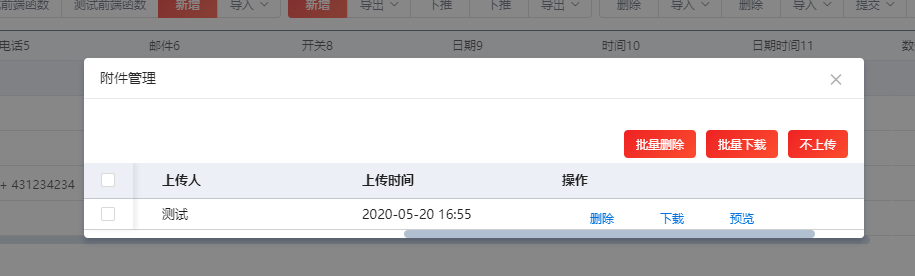 前端函数 测试前端函数 新增 导入 新增 导出 下推 下推 导出 删除 导入 删除 导入 提交
电话5 邮件6 开关8 日期9 时间10 日期时间11 数
附件管理
批量删除 批量下载 不上传
上传人 上传时间 操作
+ 431234234
测试 2020-05-20 16:55 删除 下载 预览